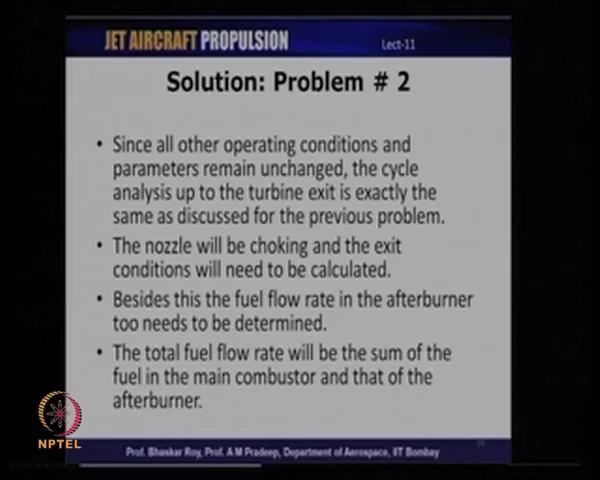 JET AIRCRAFT PROPULSION
Lect-11
Solution: Problem # 2
• Since all other operating conditions and
parameters remain unchanged, the cycle
analysis up to the turbine exit is exactly the
same as discussed for the previous problem.
• The nozzle will be choking and the exit
conditions will need to be calculated.
• Besides this the fuel flow rate in the afterburner
too needs to be determined.
• The total fuel flow rate will be the sum of the
fuel in the main combustor and that of the
afterburner.
NPTEL
Prof. Bhaskar Roy, Prof. A.M Pradeep, Department of Aerospace, IIT Bombay